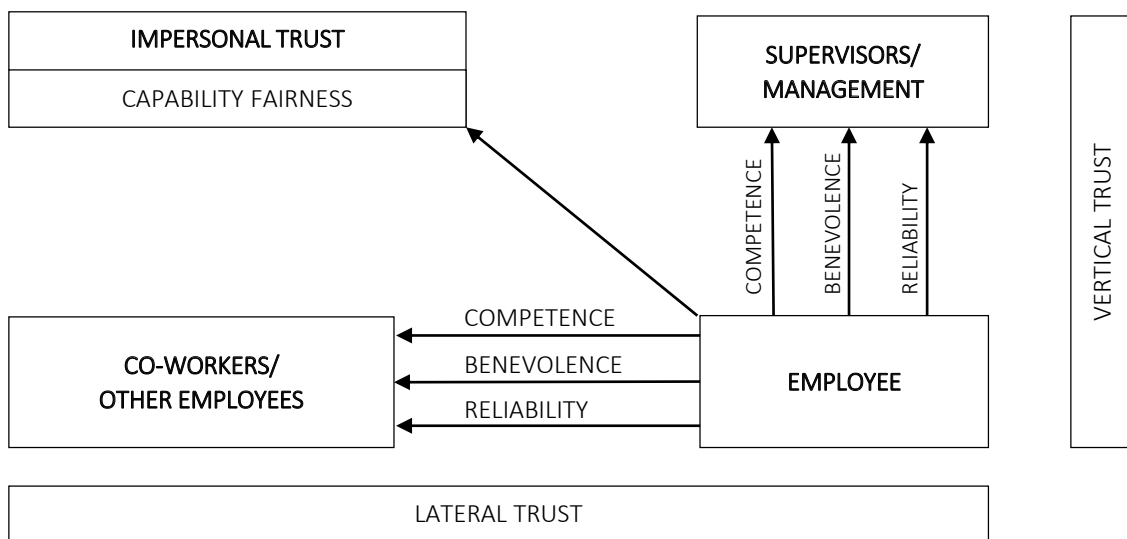 IMPERSONAL TRUST
CAPABILITY FAIRNESS
SUPERVISORS/
MANAGEMENT
COMPETENCE
BENEVOLENCE
RELIABILITY
VERTICAL TRUST
CO-WORKERS/
OTHER EMPLOYEES
COMPETENCE
BENEVOLENCE
RELIABILITY
EMPLOYEE
LATERAL TRUST